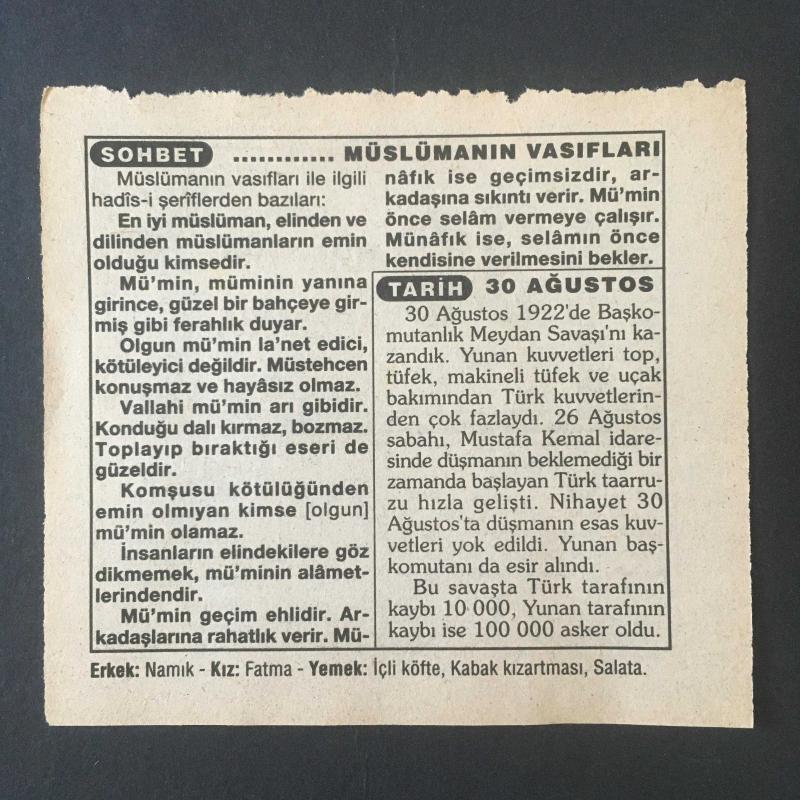 SOHBET ............ MÜSLÜMANIN VASIFLARI
Müslümanın vasıfları ile ilgili
hadîs-i şerîflerden bazıları:
En iyi müslüman, elinden ve
dilinden müslümanların emin
olduğu kimsedir.
Mü'min, müminin yanına
girince, güzel bir bahçeye gir-
miş gibi ferahlık duyar.
Olgun mü'min la'net edici,
kötüleyici değildir. Müstehcen
konuşmaz ve hayâsız olmaz.
Vallahi mü'min arı gibidir.
Konduğu dalı kırmaz, bozmaz.
Toplayıp bıraktığı eseri de
güzeldir.
Komşusu kötülüğünden
emin olmıyan kimse [olgun]
mü'min olamaz.
İnsanların elindekilere göz
dikmemek, mü'minin alâmet-
lerindendir.
Mü'min geçim ehlidir. Ar-
kadaşlarına rahatlık verir. Mü-
nâfık ise geçimsizdir, ar-
kadaşına sıkıntı verir. Mü'min
önce selâm vermeye çalışır.
Münâfık ise, selâmın önce
kendisine verilmesini bekler.
TARİH 30 AĞUSTOS
30 Ağustos 1922'de Başko-
mutanlık Meydan Savaşı'nı ka-
zandık. Yunan kuvvetleri top,
tüfek, makineli tüfek ve uçak
bakımından Türk kuvvetlerin-
den çok fazlaydı. 26 Ağustos
sabahı, Mustafa Kemal idare-
sinde düşmanın beklemediği bir
zamanda başlayan Türk taarru-
zu hızla gelişti. Nihayet 30
Ağustos'ta düşmanın esas kuv-
vetleri yok edildi. Yunan baş-
komutanı da esir alındı.
Bu savaşta Türk tarafının
kaybı 10 000, Yunan tarafının
kaybı ise 100 000 asker oldu.
Erkek: Namık - Kız: Fatma - Yemek: İçli köfte, Kabak kızartması, Salata.